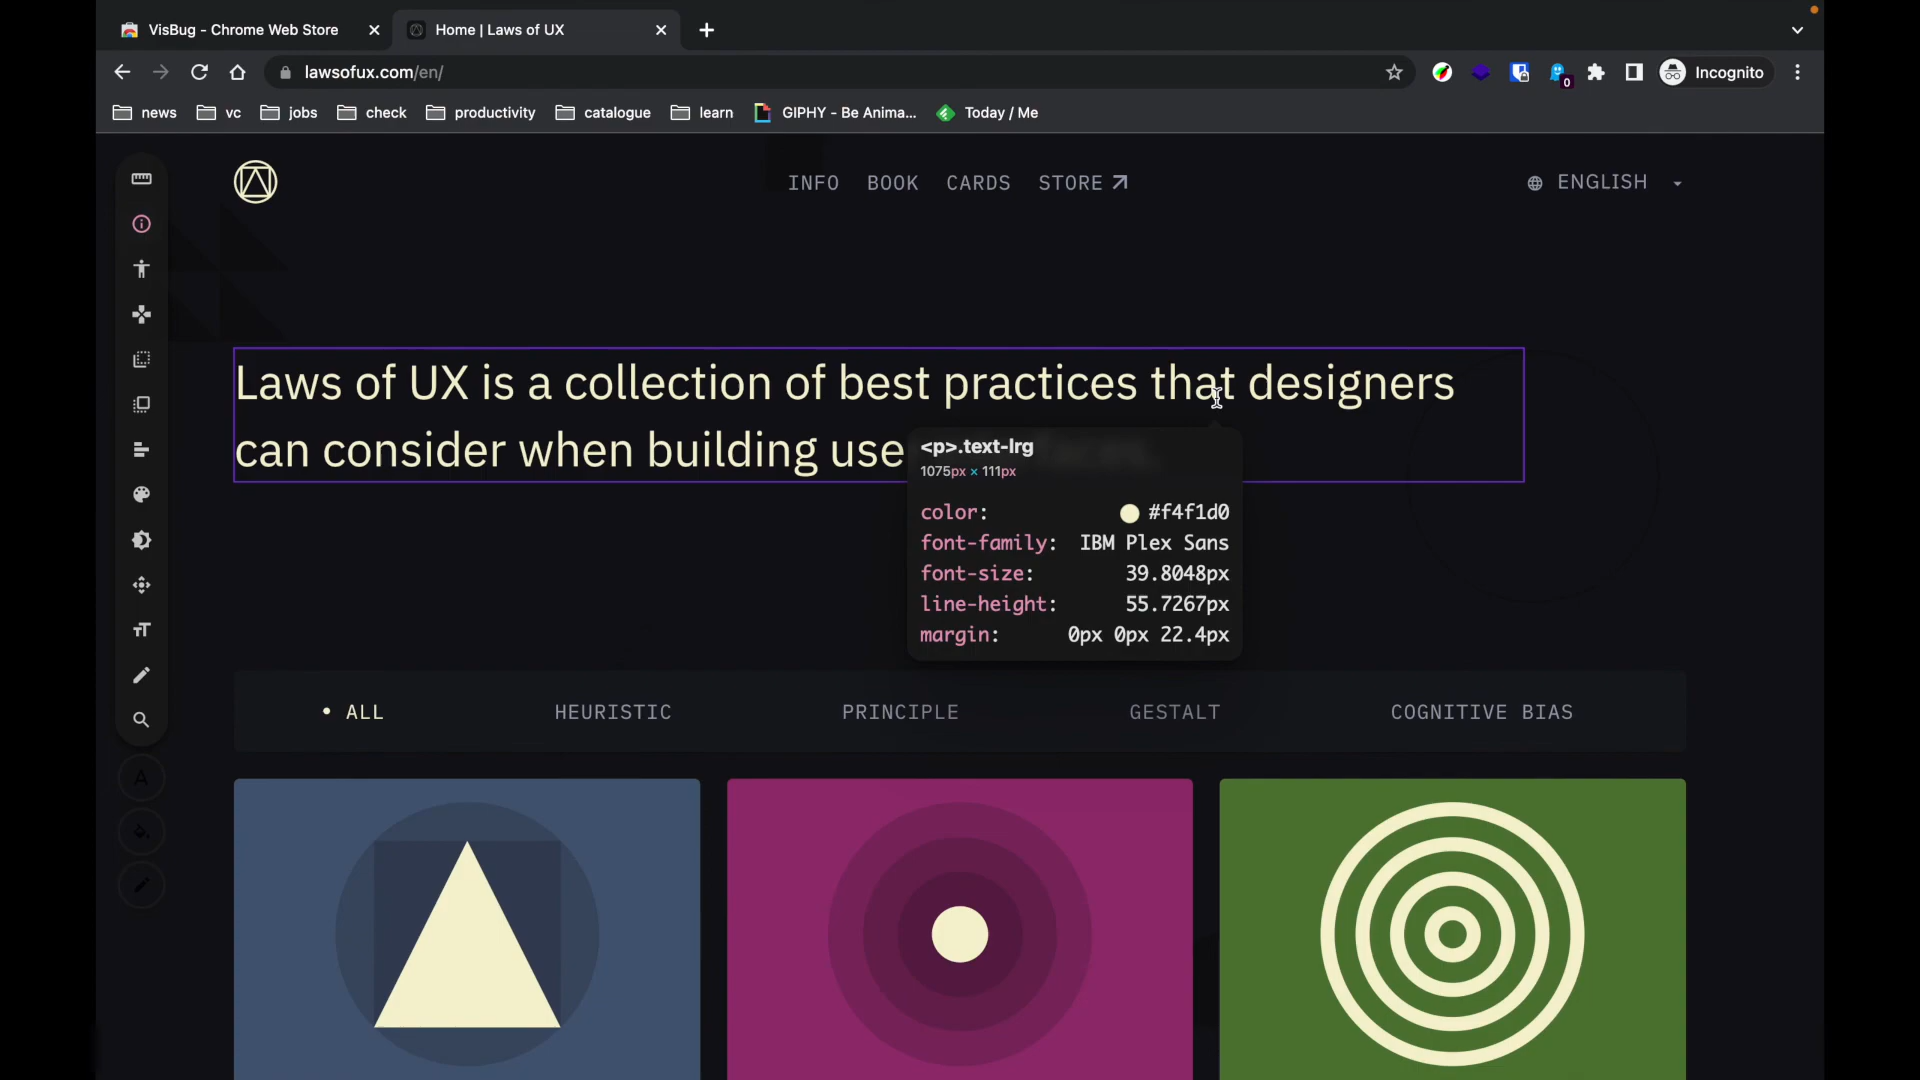 VisBug - Chrome Web Store
Home | Laws of UX
lawsofux.com/en/
0
Incognito
news
vc
jobs
check
productivity
catalogue
learn
GIPHY - Be Anima...
Today / Me
INFO
BOOK
CARDS
STORE
ENGLISH
Laws of UX is a collection of best practices that designers
can consider when building use
<p>.text-lrg
1075px × 111px
color: #f4f1d0
font-family: IBM Plex Sans
font-size: 39.8048px
line-height: 55.7267px
margin: 0px 0px 22.4px
• ALL
HEURISTIC
PRINCIPLE
GESTALT
COGNITIVE BIAS
A